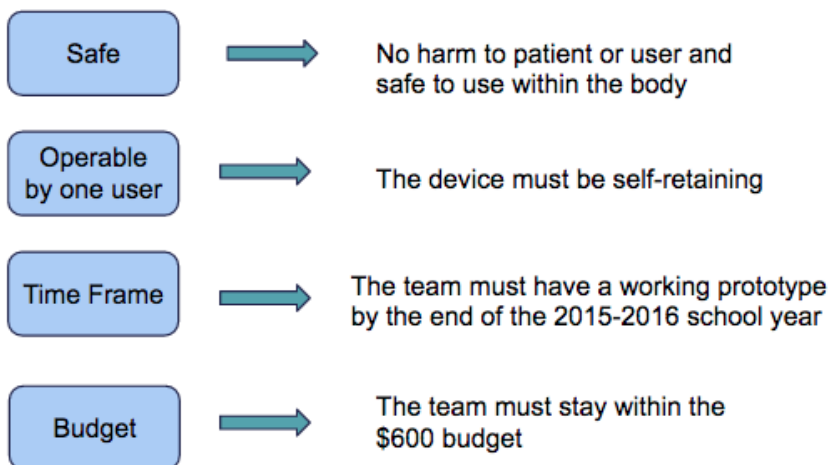 Safe
No harm to patient or user and
safe to use within the body
Operable
by one user
The device must be self-retaining
Time Frame
The team must have a working prototype
by the end of the 2015-2016 school year
Budget
The team must stay within the
$600 budget